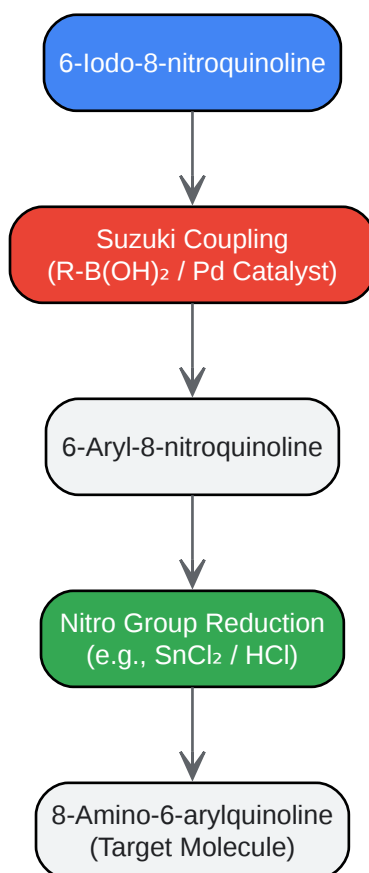 6-Iodo-8-nitroquinoline
Suzuki Coupling
(R-B(OH)₂ / Pd Catalyst)
6-Aryl-8-nitroquinoline
Nitro Group Reduction
(e.g., SnCl₂ / HCl)
8-Amino-6-arylquinoline
(Target Molecule)